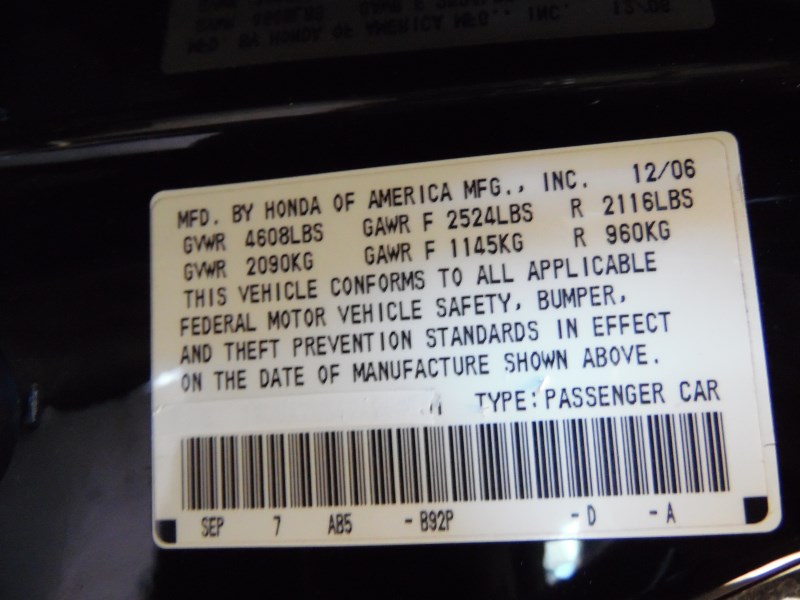 MFD. BY HONDA OF AMERICA MFG., INC. 12/06
GVWR 4608LBS GAWR F 2524LBS R 2116LBS
GVWR 2090KG GAWR F 1145KG R 960KG
THIS VEHICLE CONFORMS TO ALL APPLICABLE
FEDERAL MOTOR VEHICLE SAFETY, BUMPER,
AND THEFT PREVENTION STANDARDS IN EFFECT
ON THE DATE OF MANUFACTURE SHOWN ABOVE.
TYPE: PASSENGER CAR
SEP 7 AB5 - B92P - D - A